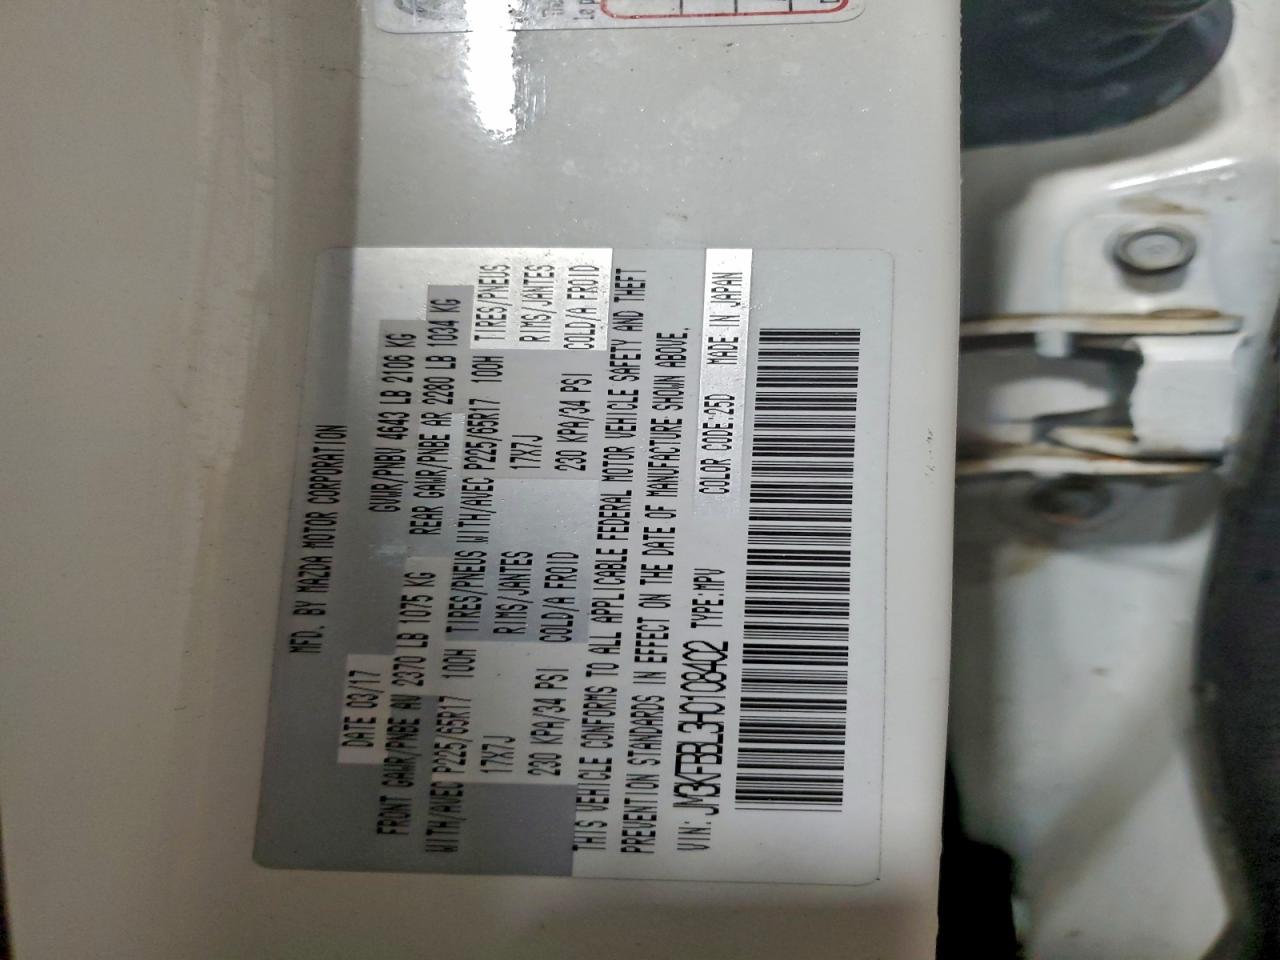 MFD. BY MAZDA MOTOR CORPORATION
DATE 03/17
GVWR/PNBV 4643 LB 2106 KG
FRONT GAWR/PNBE AV 2370 LB 1075 KG
REAR GAWR/PNBE AR 2280 LB 1034 KG
WITH/AVEC P225/65R17 100H TIRES/PNEUS WITH/AVEC P225/65R17 100H TIRES/PNEUS
17X7J RIMS/JANTES 17X7J RIMS/JANTES
230 KPA/34 PSI COLD/A FROID 230 KPA/34 PSI COLD/A FROID
THIS VEHICLE CONFORMS TO ALL APPLICABLE FEDERAL MOTOR VEHICLE SAFETY AND THEFT
PREVENTION STANDARDS IN EFFECT ON THE DATE OF MANUFACTURE SHOWN ABOVE.
VIN: JM3KFBBL3H0108402 TYPE:MPV COLOR CODE:25D MADE IN JAPAN